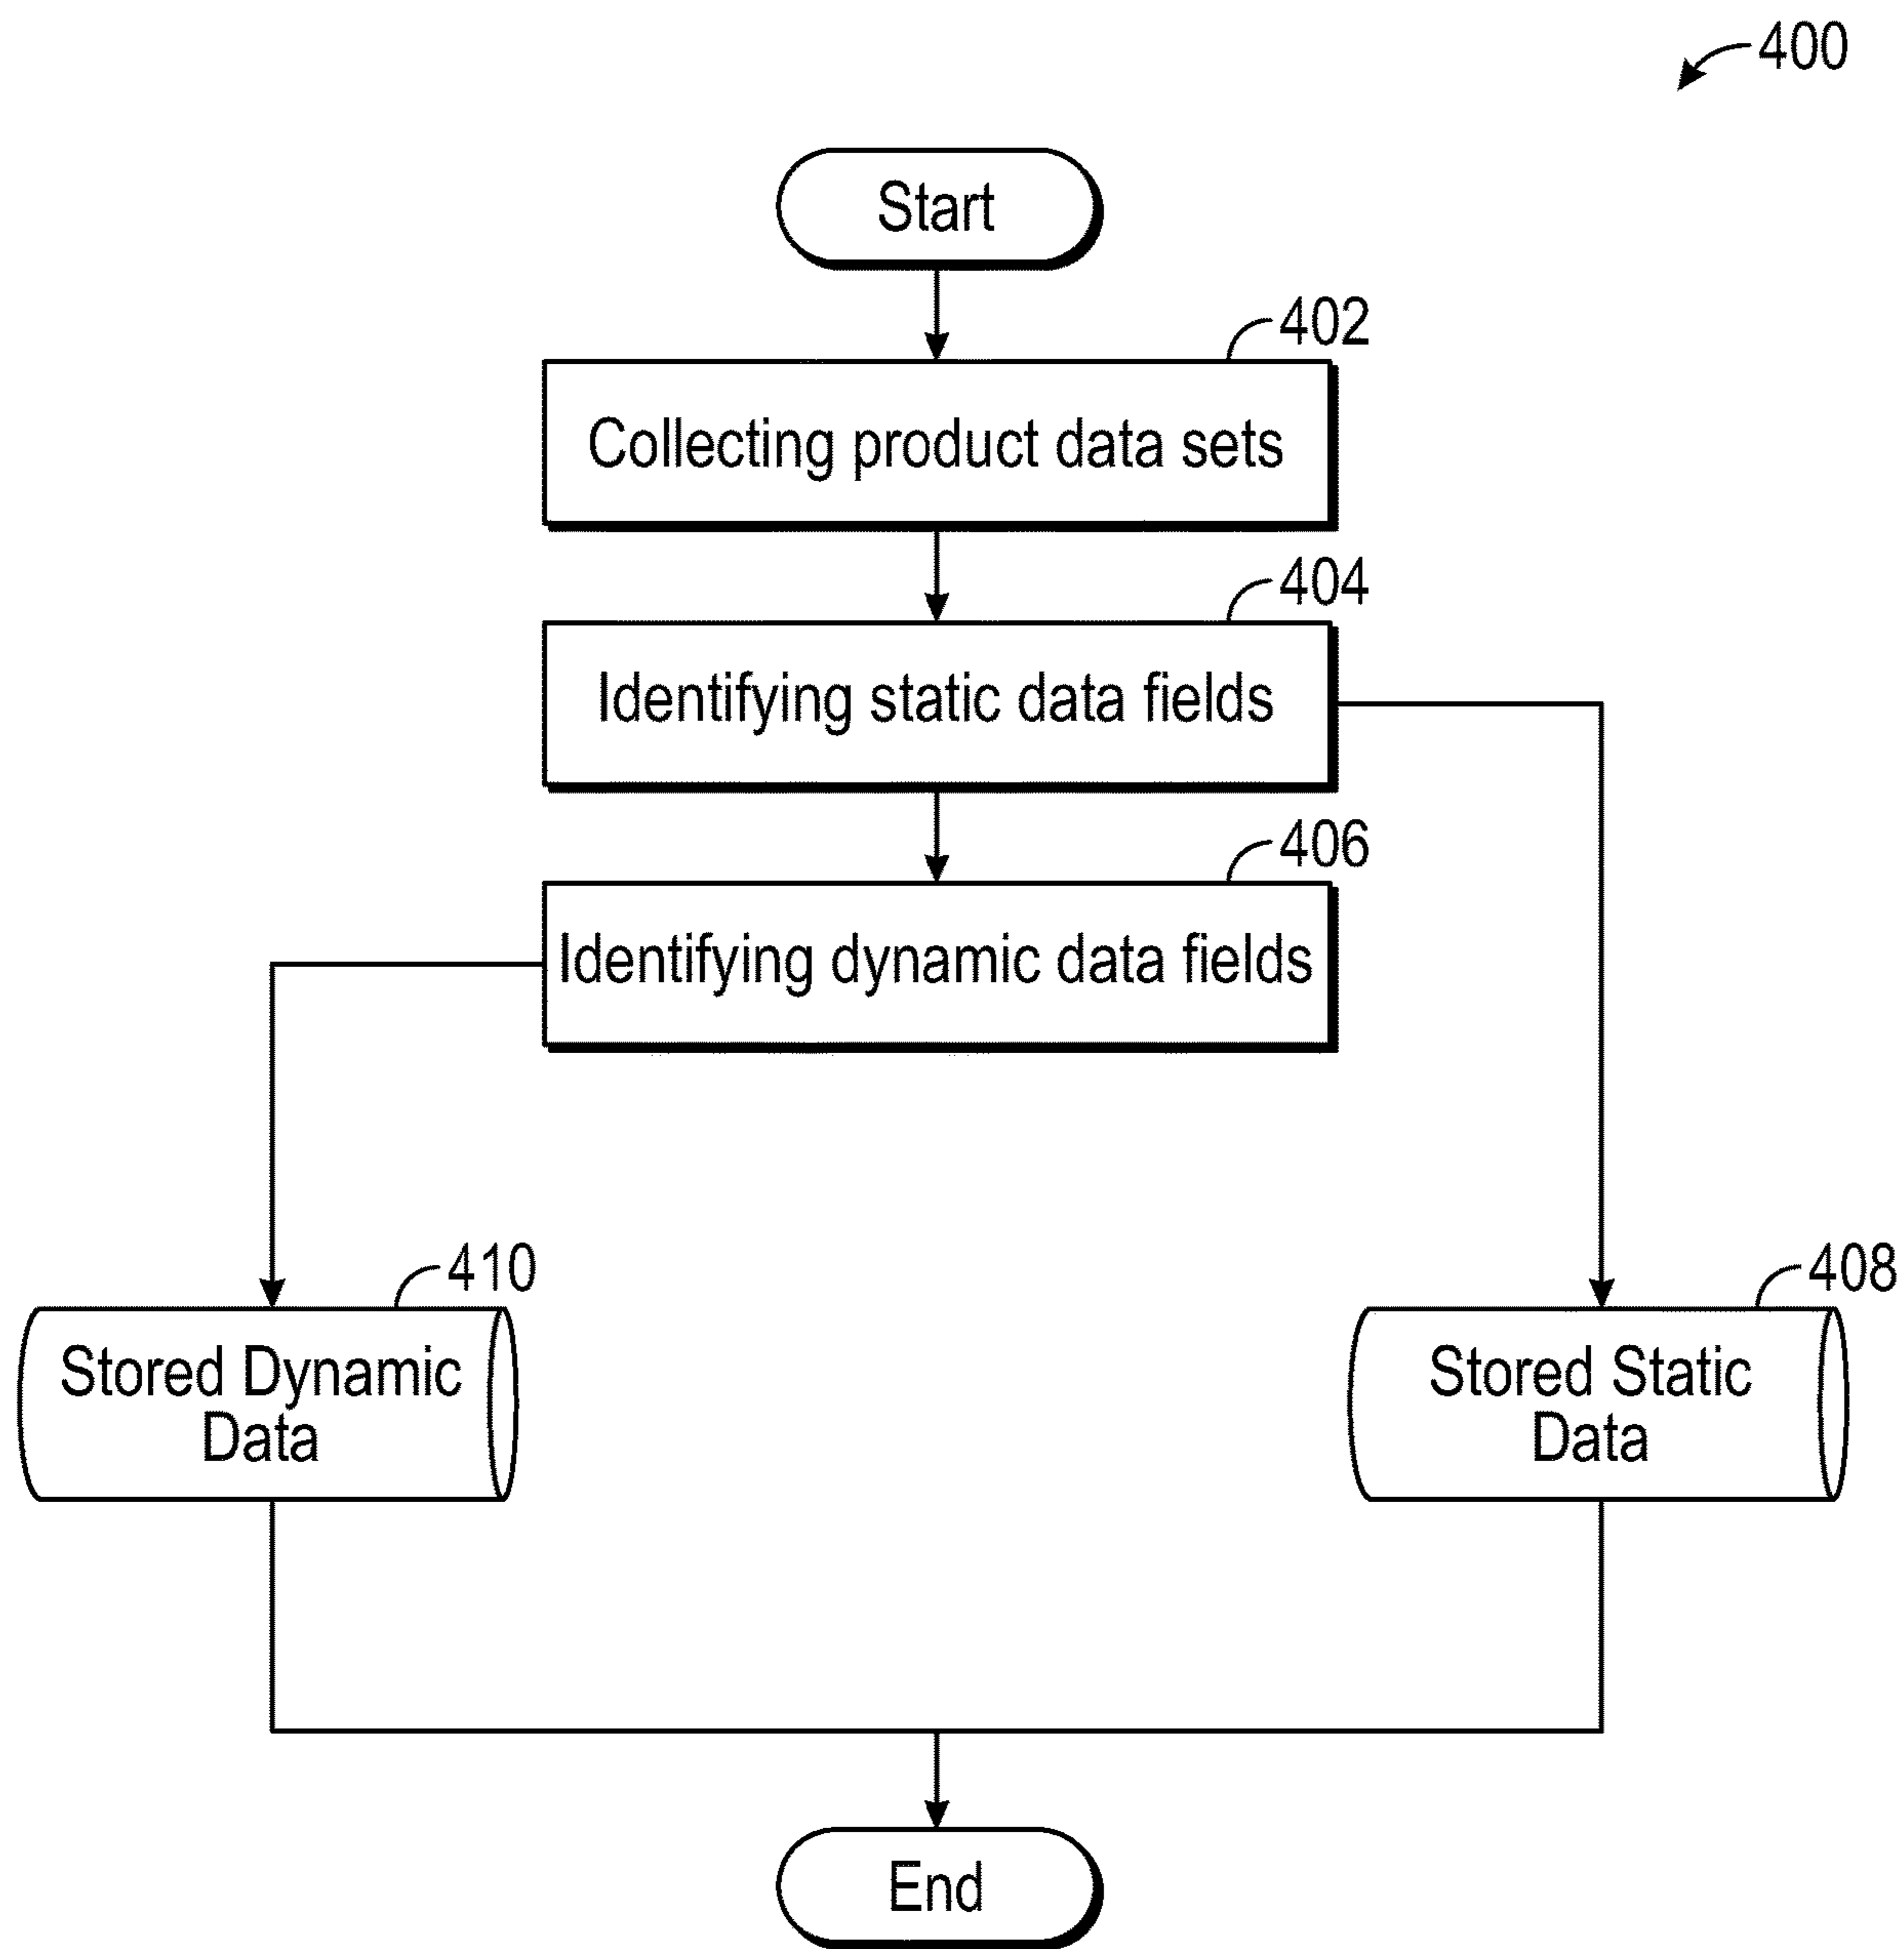 400
Start
402
Collecting product data sets
404
Identifying static data fields
406
Identifying dynamic data fields
410
Stored Dynamic
Data
408
Stored Static
Data
End